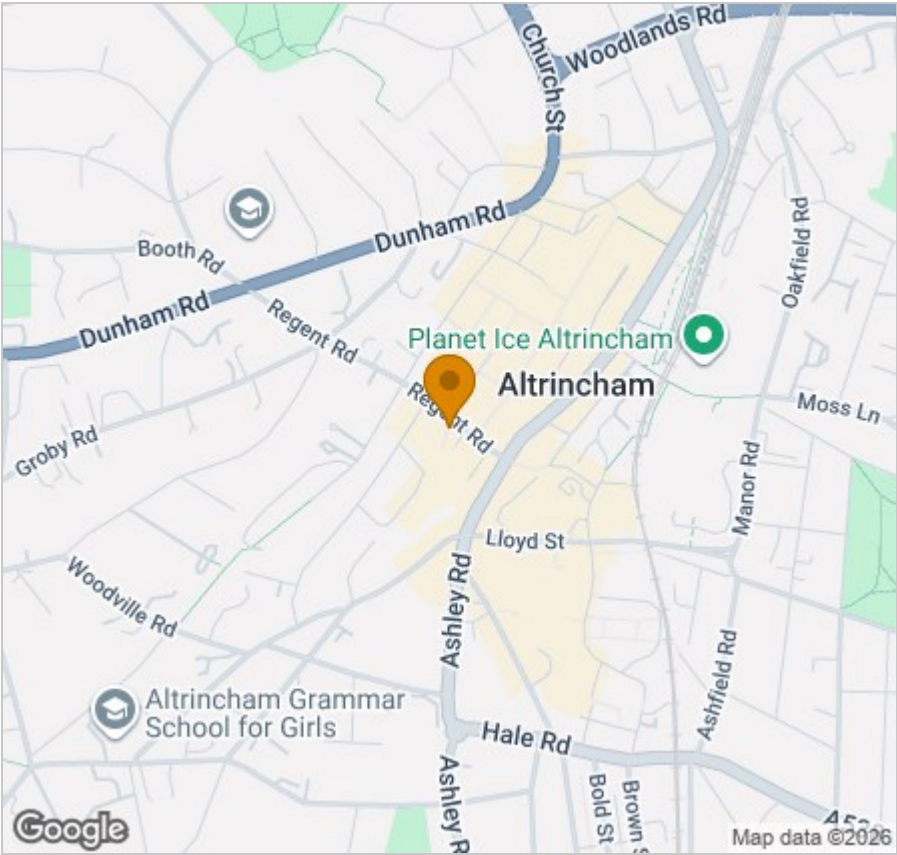 Woodlands Rd
Church St
Dunham Rd
Booth Rd
Oakfield Rd
Dunham Rd
Regent Rd
Planet Ice Altrincham
Altrincham
Regent Rd
Moss Ln
Groby Rd
Manor Rd
Lloyd St
Woodville Rd
Ashley Rd
Ashfield Rd
Altrincham Grammar
School for Girls
Hale Rd
Ashley R
Bold St
Brown S
Google
Map data ©2026